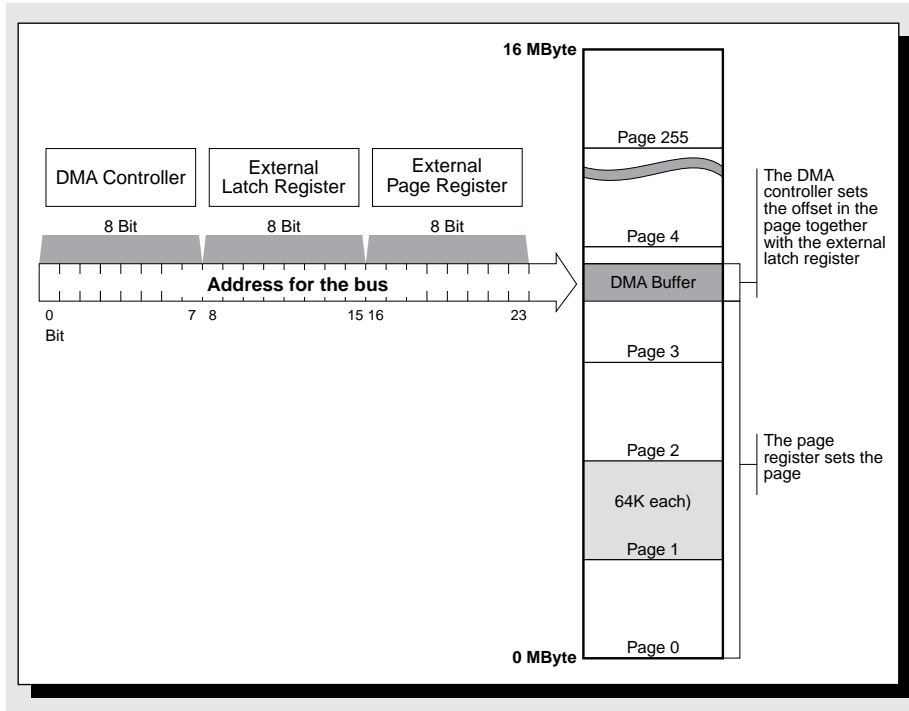 16 MByte
Page 255
DMA Controller
External
Latch Register
External
Page Register
8 Bit
8 Bit
8 Bit
Address for the bus
0
7
8
15
16
23
Bit
The DMA
controller sets
the offset in the
page together
with the external
latch register
Page 4
DMA Buffer
Page 3
Page 2
64K each)
Page 1
The page
register sets the
page
Page 0
0 MByte